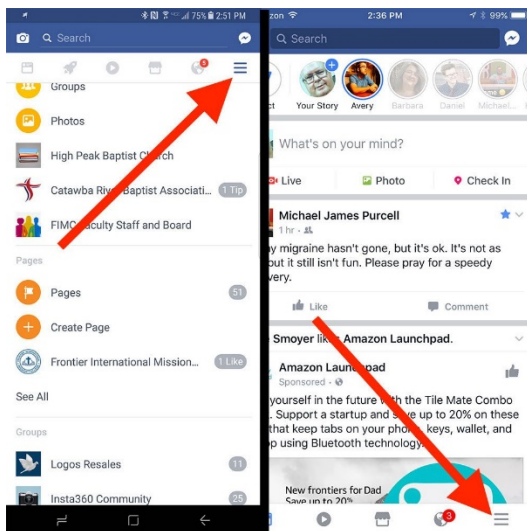 75% 2:51 PM
Search
Groups
Photos
High Peak Baptist Church
Catawba River Baptist Associati... 1 Tip
FIMC Faculty Staff and Board
Pages
Pages 51
Create Page
Frontier International Mission... 1 Like
See All
Groups
Logos Resales 11
Insta360 Community 25
zon 2:36 PM 99%
Search
ct Your Story Avery Barbara Daniel Michael...
What's on your mind?
Live Photo Check In
Michael James Purcell
1 hr
y migraine hasn't gone, but it's ok. It's not as
but it still isn't fun. Please pray for a speedy
very.
Like Comment
Smoyer likes Amazon Launchpad.
Amazon Launchpad
Sponsored
yourself in the future with the Tile Mate Combo
. Support a startup and save up to 20% on these
that keep tabs on your phone, keys, wallet, and
p using Bluetooth technology.
New frontiers for Dad
Save up to 20%
3